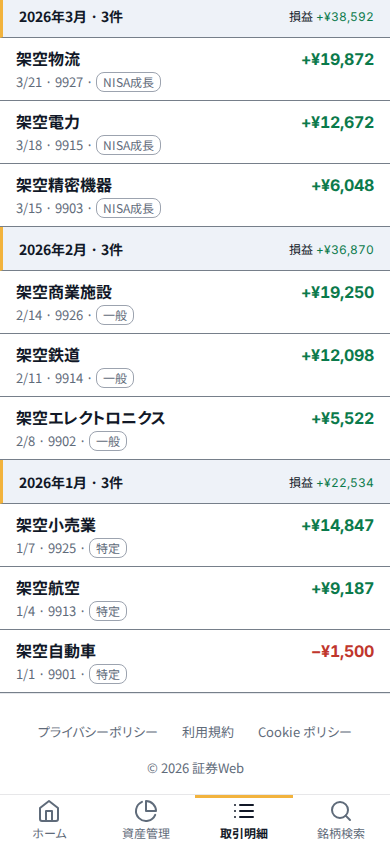 2026年3月・3件 損益 +¥38,592
架空物流 +¥19,872
3/21・9927・NISA成長
架空電力 +¥12,672
3/18・9915・NISA成長
架空精密機器 +¥6,048
3/15・9903・NISA成長
2026年2月・3件 損益 +¥36,870
架空商業施設 +¥19,250
2/14・9926・一般
架空鉄道 +¥12,098
2/11・9914・一般
架空エレクトロニクス +¥5,522
2/8・9902・一般
2026年1月・3件 損益 +¥22,534
架空小売業 +¥14,847
1/7・9925・特定
架空航空 +¥9,187
1/4・9913・特定
架空自動車 −¥1,500
1/1・9901・特定
プライバシーポリシー 利用規約 Cookie ポリシー
© 2026 証券Web
ホーム 資産管理 取引明細 銘柄検索